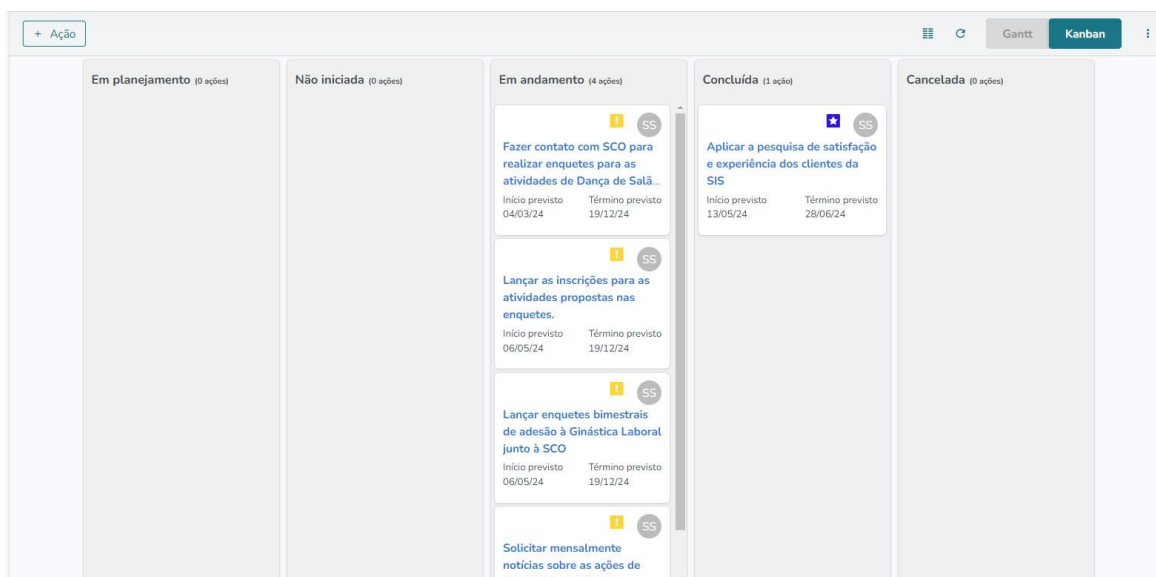 + Ação
Gantt Kanban
Em planejamento (0 ações)
Não iniciada (0 ações)
Em andamento (4 ações)
Concluída (1 ação)
Cancelada (0 ações)
! SS
Fazer contato com SCO para
realizar enquetes para as
atividades de Dança de Salã...
Início previsto Término previsto
04/03/24 19/12/24
! SS
Lançar as inscrições para as
atividades propostas nas
enquetes.
Início previsto Término previsto
06/05/24 19/12/24
! SS
Lançar enquetes bimestrais
de adesão à Ginástica Laboral
junto à SCO
Início previsto Término previsto
06/05/24 19/12/24
! SS
Solicitar mensalmente
notícias sobre as ações de
SS
Aplicar a pesquisa de satisfação
e experiência dos clientes da
SIS
Início previsto Término previsto
13/05/24 28/06/24